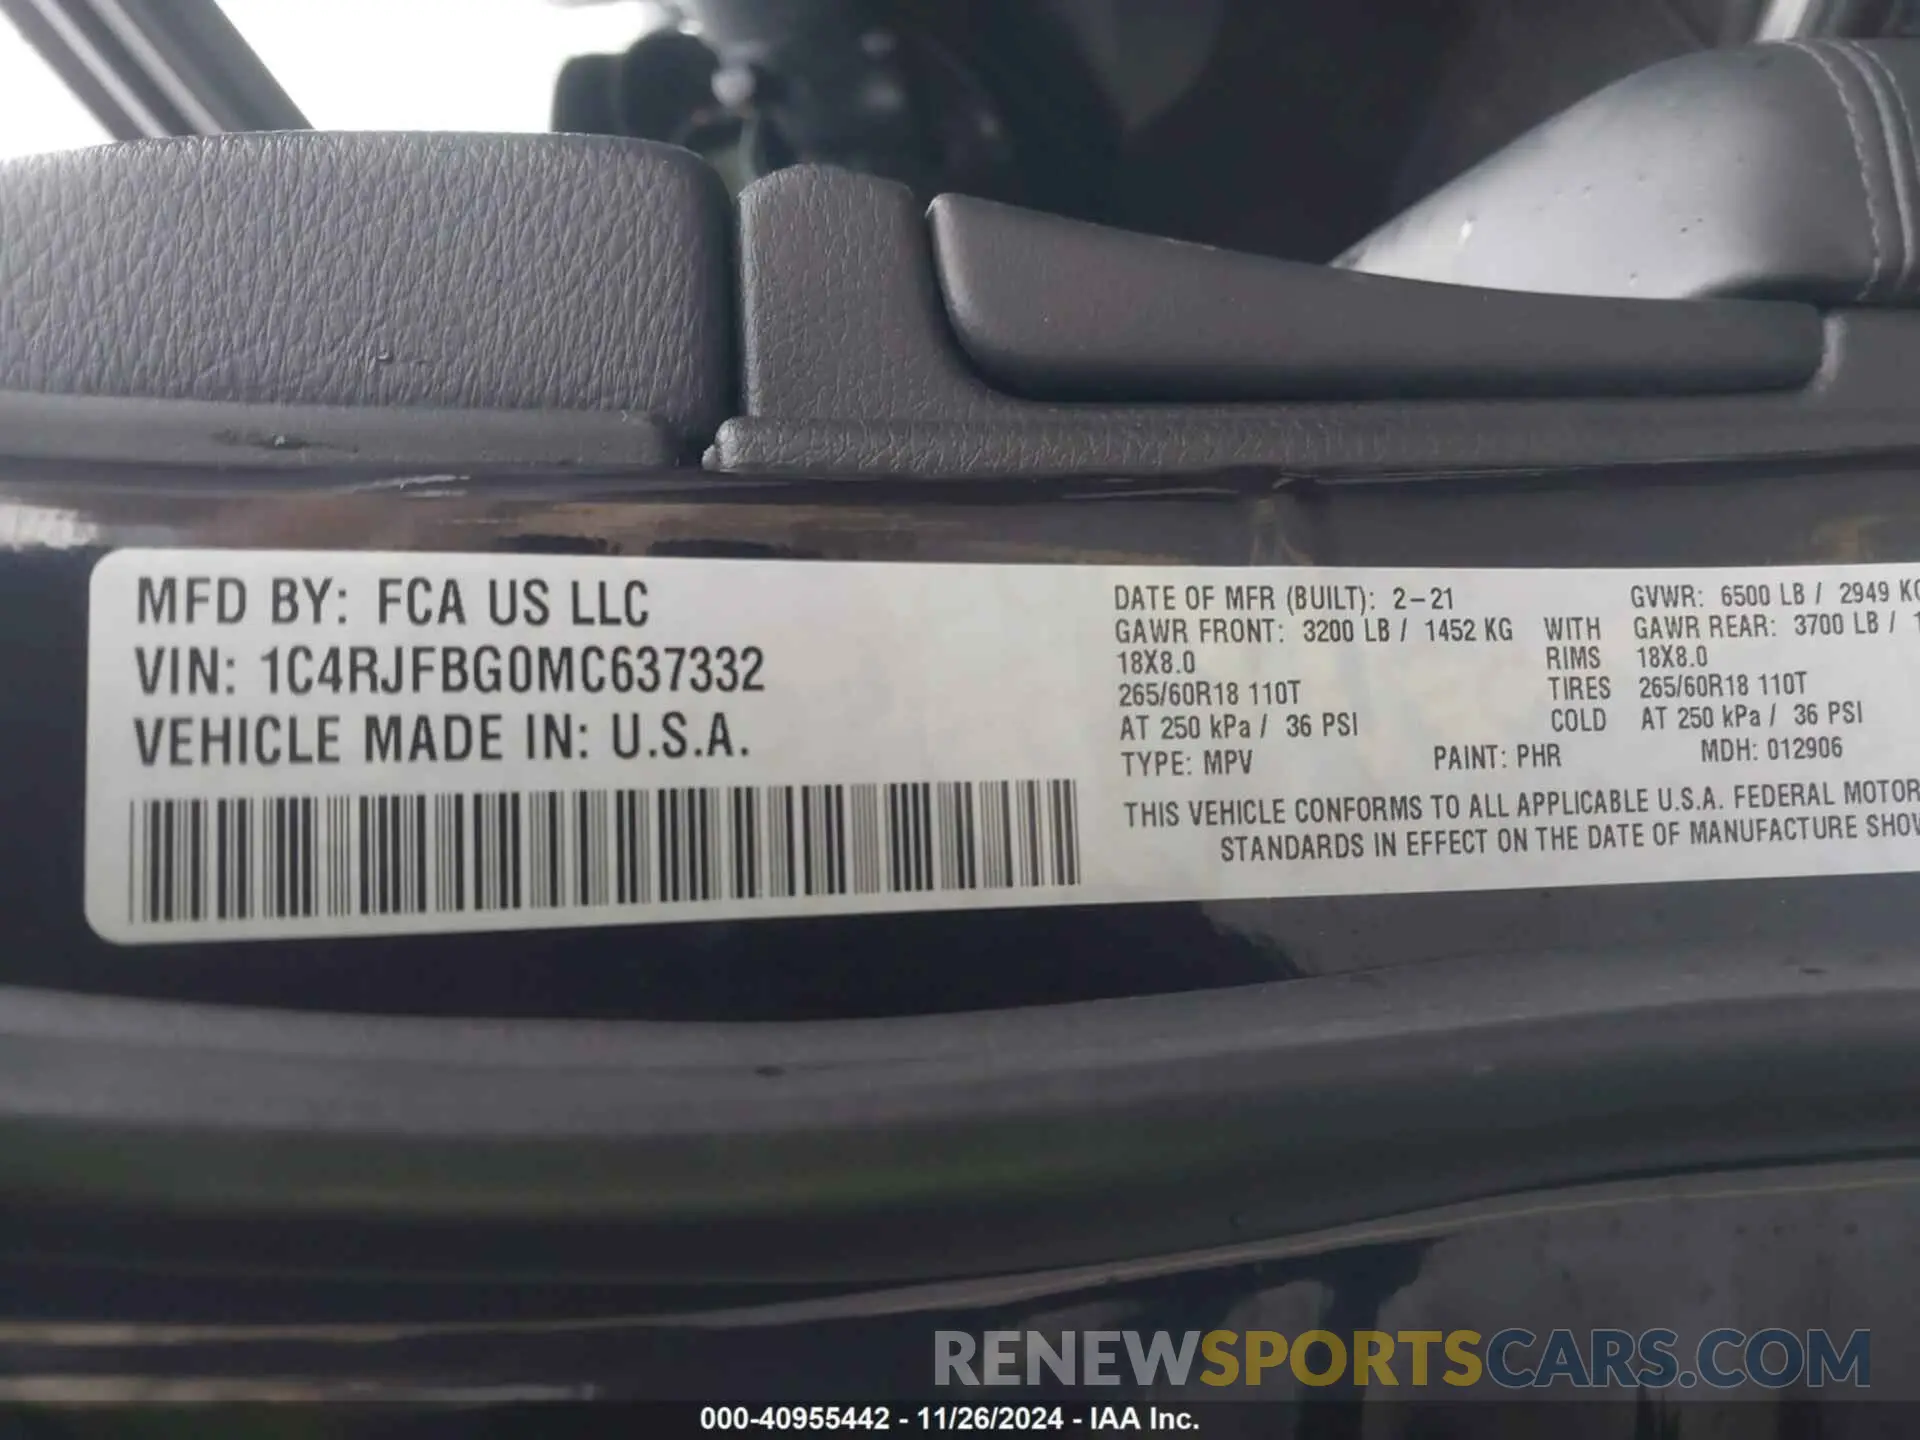 MFD BY: FCA US LLC
VIN: 1C4RJFBG0MC637332
VEHICLE MADE IN: U.S.A.
DATE OF MFR (BUILT): 2-21 GVWR: 6500 LB / 2949 KG
GAWR FRONT: 3200 LB / 1452 KG WITH GAWR REAR: 3700 LB /
18X8.0 RIMS 18X8.0
265/60R18 110T TIRES 265/60R18 110T
AT 250 kPa / 36 PSI COLD AT 250 kPa / 36 PSI
TYPE: MPV PAINT: PHR MDH: 012906
THIS VEHICLE CONFORMS TO ALL APPLICABLE U.S.A. FEDERAL MOTOR
STANDARDS IN EFFECT ON THE DATE OF MANUFACTURE
RENEWSPORTSCARS.COM
000-40955442 - 11/26/2024 - IAA Inc.